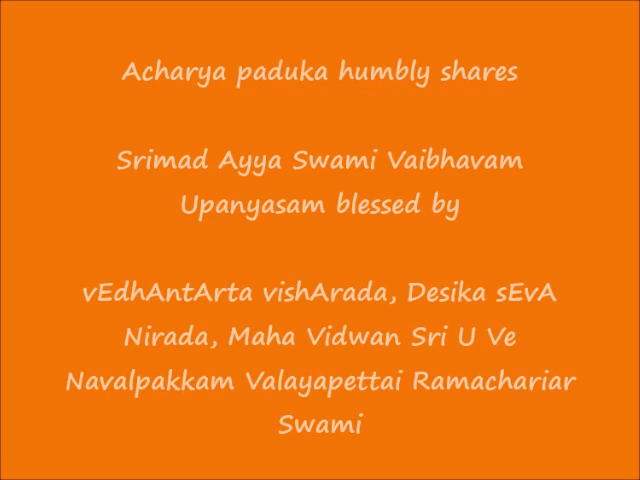 Acharya paduka humbly shares
Srimad Ayya Swami Vaibhavam
Upanyasam blessed by
vEdhAntArta vishArada, Desika sEvA
Nirada, Maha Vidwan Sri U Ve
Navalpakkam Valayapettai Ramachariar
Swami